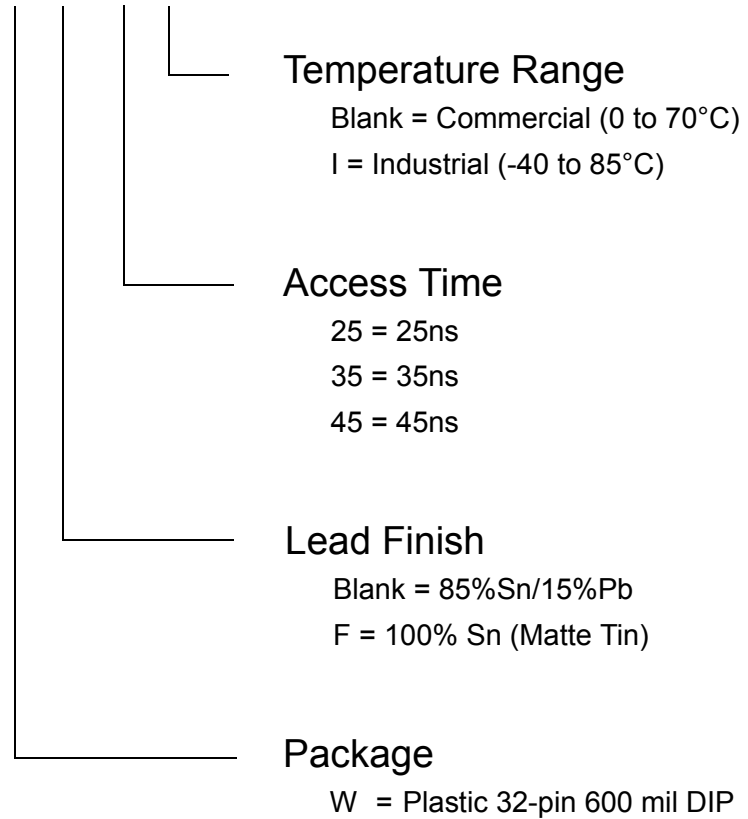 Temperature Range
Blank = Commercial (0 to 70°C)
I = Industrial (-40 to 85°C)
Access Time
25 = 25ns
35 = 35ns
45 = 45ns
Lead Finish
Blank = 85%Sn/15%Pb
F = 100% Sn (Matte Tin)
Package
W = Plastic 32-pin 600 mil DIP